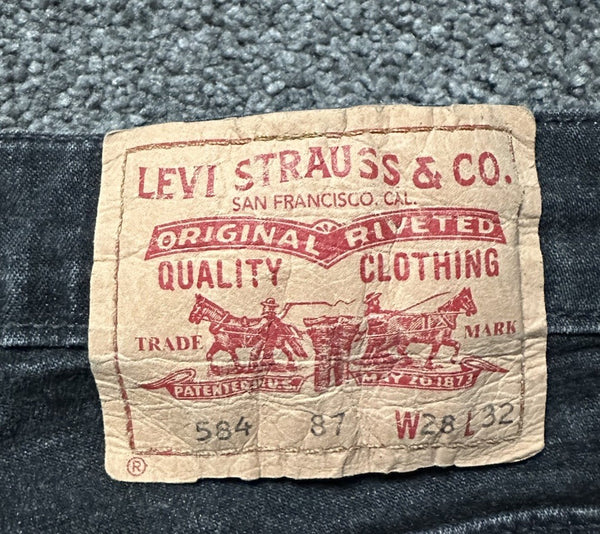 LEVI STRAUSS & CO.
SAN FRANCISCO, CAL.
ORIGINAL RIVETED
QUALITY CLOTHING
TRADE MARK
PATENTED U.S. MAY 20 1873
584 87 W28 L32
®